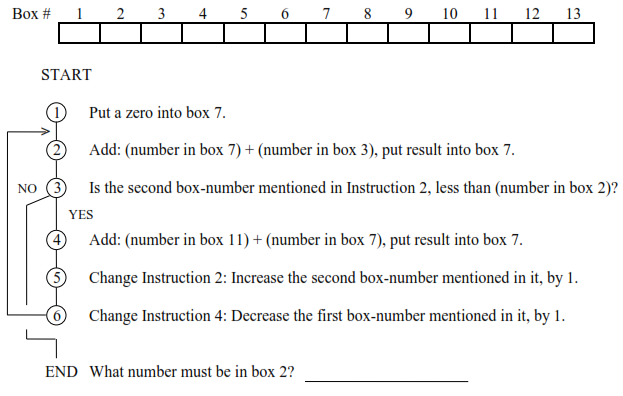 Box # 1 2 3 4 5 6 7 8 9 10 11 12 13
START
1 Put a zero into box 7.
2 Add: (number in box 7) + (number in box 3), put result into box 7.
NO 3 Is the second box-number mentioned in Instruction 2, less than (number in box 2)?
YES
4 Add: (number in box 11) + (number in box 7), put result into box 7.
5 Change Instruction 2: Increase the second box-number mentioned in it, by 1.
6 Change Instruction 4: Decrease the first box-number mentioned in it, by 1.
END What number must be in box 2?